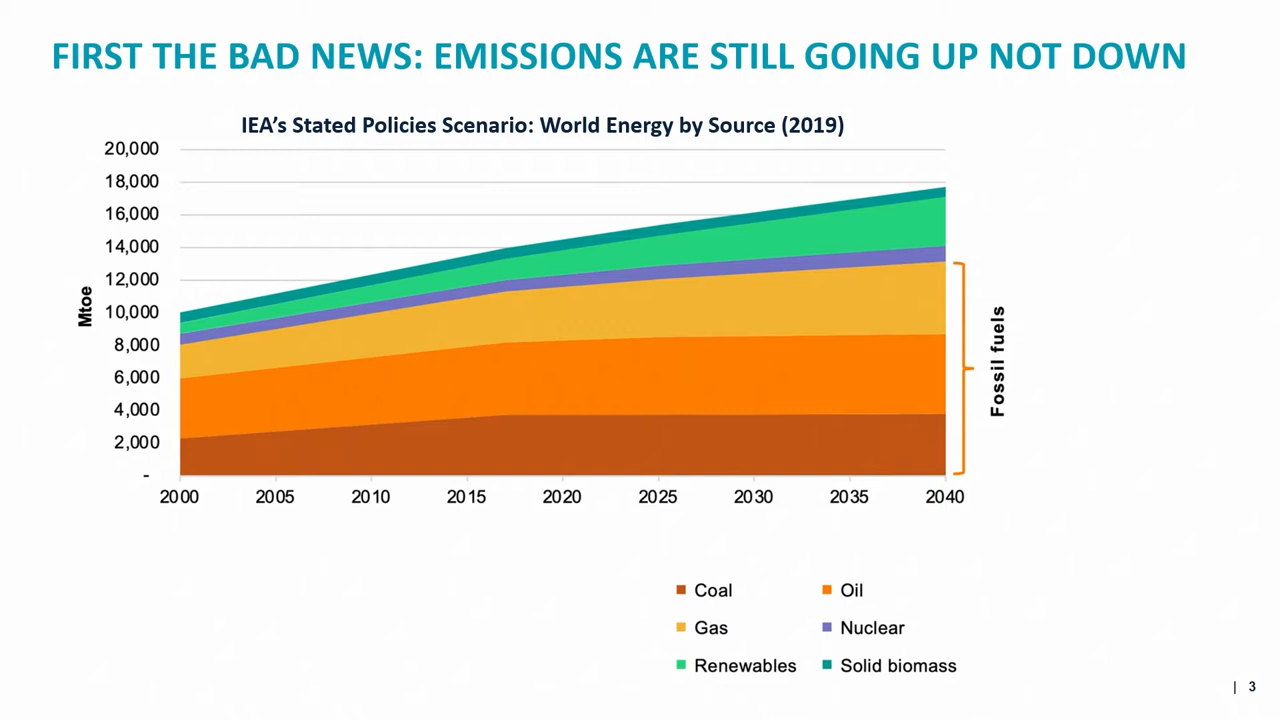 FIRST THE BAD NEWS: EMISSIONS ARE STILL GOING UP NOT DOWN
IEA’s Stated Policies Scenario: World Energy by Source (2019)
20,000
18,000
16,000
14,000
12,000
10,000
8,000
6,000
4,000
2,000
-
Mtoe
2000 2005 2010 2015 2020 2025 2030 2035 2040
Fossil fuels
Coal Oil
Gas Nuclear
Renewables Solid biomass
| 3